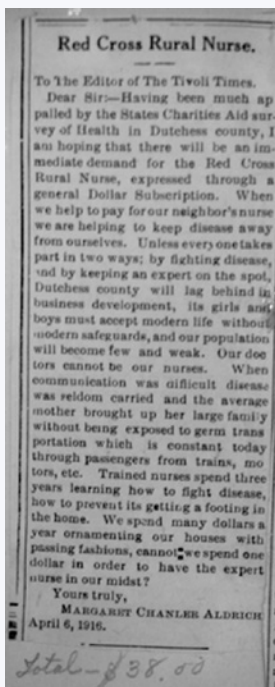 Red Cross Rural Nurse.
To The Editor of The Tivoli Times.
Dear Sir:—Having been much ap
palled by the States Charities Aid sur-
vey of Health in Dutchess county, I
am hoping that there will be an im-
mediate demand for the Red Cross
Rural Nurse, expressed through a
general Dollar Subscription. When
we help to pay for our neighbor's nurse
we are helping to keep disease away
from ourselves. Unless every one takes
part in two ways; by fighting disease,
and by keeping an expert on the spot,
Dutchess county will lag behind in
business development, its girls and
boys must accept modern life without
modern safeguards, and our population
will become few and weak. Our doc
tors cannot be our nurses. When
communication was difficult disease
was seldom carried and the average
mother brought up her large family
without being exposed to germ trans
portation which is constant today
through passengers from trains, mo
tors, etc. Trained nurses spend three
years learning how to fight disease,
how to prevent its getting a footing in
the home. We spend many dollars a
year ornamenting our houses with
passing fashions, cannot we spend one
dollar in order to have the expert
nurse in our midst?
Yours truly,
MARGARET CHANLER ALDRICH
April 6, 1916.
Total - $38.00